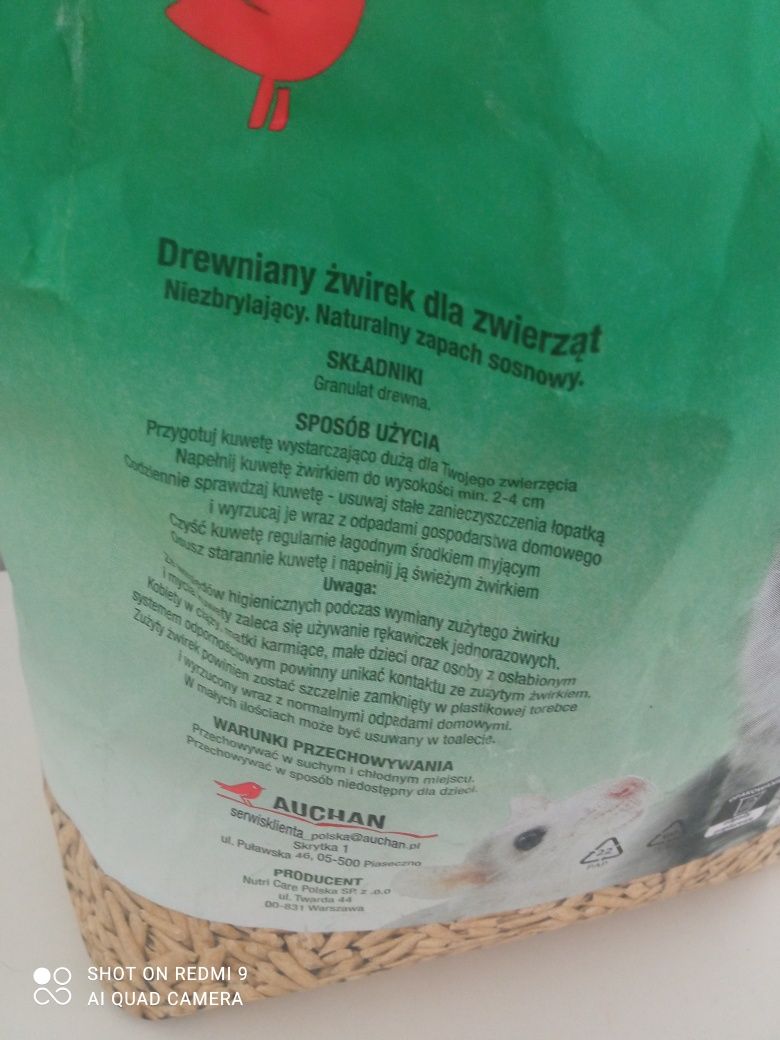 Drewniany żwirek dla zwierząt
Niezbrylający. Naturalny zapach sosnowy.
SKŁADNIKI
Granulat drewna.
SPOSÓB UŻYCIA
Przygotuj kuwetę wystarczająco dużą dla Twojego zwierzęcia
Napełnij kuwetę żwirkiem do wysokości min. 2-4 cm
Codziennie sprawdzaj kuwetę - usuwaj stałe zanieczyszczenia łopatką
i wyrzucaj je wraz z odpadami gospodarstwa domowego
Czyść kuwetę regularnie łagodnym środkiem myjącym
Osusz starannie kuwetę i napełnij ją świeżym żwirkiem
Uwaga:
Ze względów higienicznych podczas wymiany zużytego żwirku
i mycia kuwety zaleca się używanie rękawiczek jednorazowych.
Kobiety w ciąży, matki karmiące, małe dzieci oraz osoby z osłabionym
systemem odpornościowym powinny unikać kontaktu ze zużytym żwirkiem.
Zużyty żwirek powinien zostać szczelnie zamknięty w plastikowej torebce
i wyrzucony wraz z normalnymi odpadami domowymi.
W małych ilościach może być usuwany w toalecie.
WARUNKI PRZECHOWYWANIA
Przechowywać w suchym i chłodnym miejscu.
Przechowywać w sposób niedostępny dla dzieci.
AUCHAN
serwisklienta_polska@auchan.pl
Skrytka 1
ul. Puławska 46, 05-500 Piaseczno
PRODUCENT
Nutri Care Polska SP. z .o.o
ul. Twarda 44
00-831 Warszawa
22
PAP
SHOT ON REDMI 9
AI QUAD CAMERA